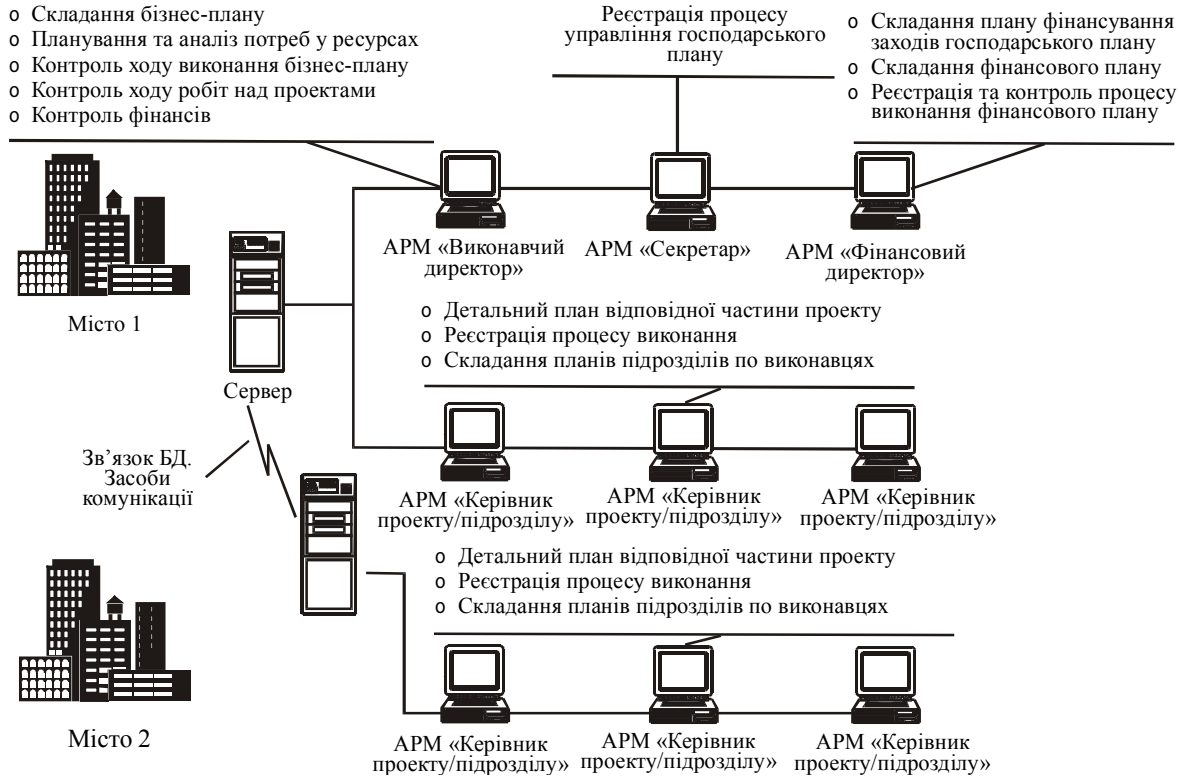 o Складання бізнес-плану
o Планування та аналіз потреб у ресурсах
o Контроль ходу виконання бізнес-плану
o Контроль ходу робіт над проектами
o Контроль фінансів
Реєстрація процесу
управління господарського
плану
o Складання плану фінансування
заходів господарського плану
o Складання фінансового плану
o Реєстрація та контроль процесу
виконання фінансового плану
АРМ «Виконавчий
директор»
АРМ «Секретар»
АРМ «Фінансовий
директор»
Місто 1
Сервер
o Детальний план відповідної частини проекту
o Реєстрація процесу виконання
o Складання планів підрозділів по виконавцях
АРМ «Керівник
проекту/підрозділу»
АРМ «Керівник
проекту/підрозділу»
АРМ «Керівник
проекту/підрозділу»
Зв’язок БД.
Засоби
комунікації
o Детальний план відповідної частини проекту
o Реєстрація процесу виконання
o Складання планів підрозділів по виконавцях
Місто 2
АРМ «Керівник
проекту/підрозділу»
АРМ «Керівник
проекту/підрозділу»
АРМ «Керівник
проекту/підрозділу»